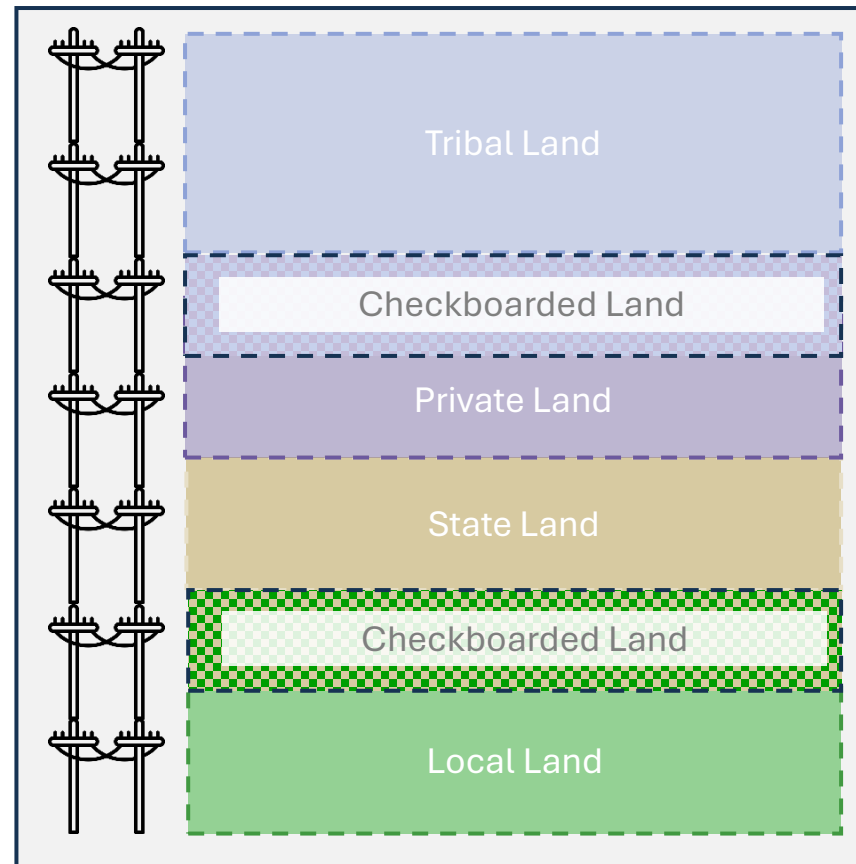 Tribal Land
Checkboarded Land
Private Land
State Land
Checkboarded Land
Local Land